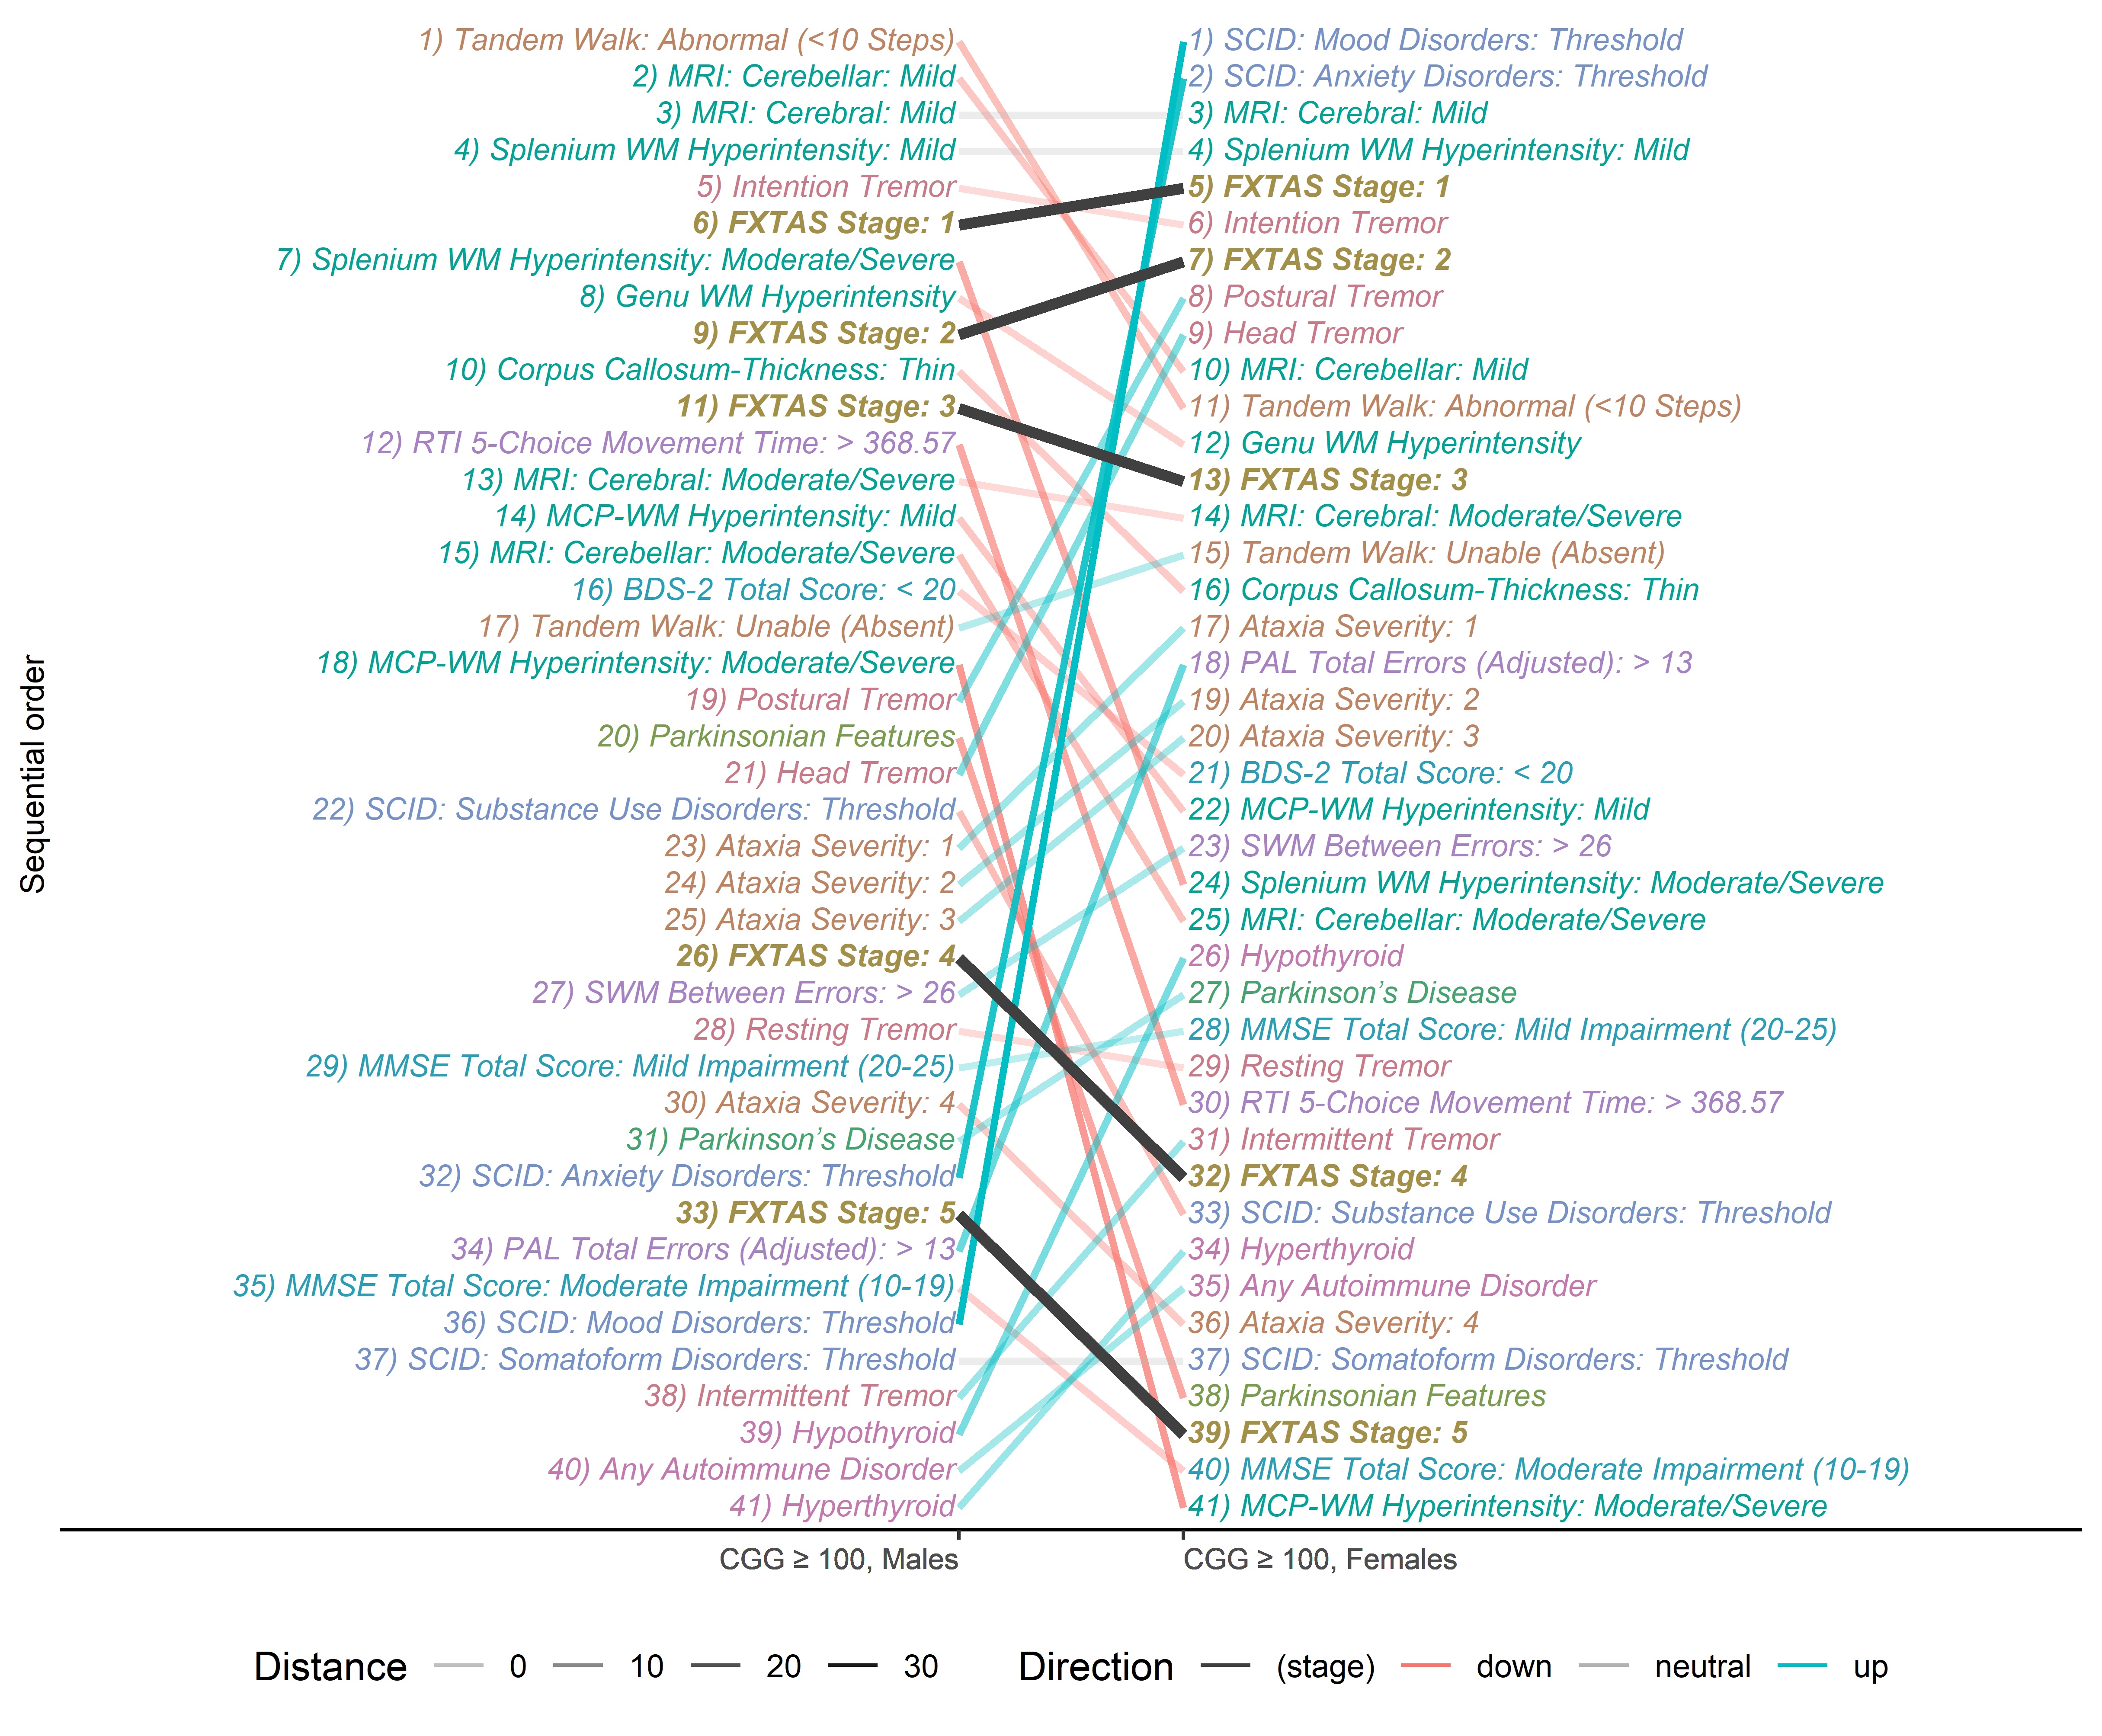 Sequential order
1) Tandem Walk: Abnormal (<10 Steps)
2) MRI: Cerebellar: Mild
3) MRI: Cerebral: Mild
4) Splenium WM Hyperintensity: Mild
5) Intention Tremor
6) FXTAS Stage: 1
7) Splenium WM Hyperintensity: Moderate/Severe
8) Genu WM Hyperintensity
9) FXTAS Stage: 2
10) Corpus Callosum-Thickness: Thin
11) FXTAS Stage: 3
12) RTI 5-Choice Movement Time: > 368.57
13) MRI: Cerebral: Moderate/Severe
14) MCP-WM Hyperintensity: Mild
15) MRI: Cerebellar: Moderate/Severe
16) BDS-2 Total Score: < 20
17) Tandem Walk: Unable (Absent)
18) MCP-WM Hyperintensity: Moderate/Severe
19) Postural Tremor
20) Parkinsonian Features
21) Head Tremor
22) SCID: Substance Use Disorders: Threshold
23) Ataxia Severity: 1
24) Ataxia Severity: 2
25) Ataxia Severity: 3
26) FXTAS Stage: 4
27) SWM Between Errors: > 26
28) Resting Tremor
29) MMSE Total Score: Mild Impairment (20-25)
30) Ataxia Severity: 4
31) Parkinson's Disease
32) SCID: Anxiety Disorders: Threshold
33) FXTAS Stage: 5
34) PAL Total Errors (Adjusted): > 13
35) MMSE Total Score: Moderate Impairment (10-19)
36) SCID: Mood Disorders: Threshold
37) SCID: Somatoform Disorders: Threshold
38) Intermittent Tremor
39) Hypothyroid
40) Any Autoimmune Disorder
41) Hyperthyroid
1) SCID: Mood Disorders: Threshold
2) SCID: Anxiety Disorders: Threshold
3) MRI: Cerebral: Mild
4) Splenium WM Hyperintensity: Mild
5) FXTAS Stage: 1
6) Intention Tremor
7) FXTAS Stage: 2
8) Postural Tremor
9) Head Tremor
10) MRI: Cerebellar: Mild
11) Tandem Walk: Abnormal (<10 Steps)
12) Genu WM Hyperintensity
13) FXTAS Stage: 3
14) MRI: Cerebral: Moderate/Severe
15) Tandem Walk: Unable (Absent)
16) Corpus Callosum-Thickness: Thin
17) Ataxia Severity: 1
18) PAL Total Errors (Adjusted): > 13
19) Ataxia Severity: 2
20) Ataxia Severity: 3
21) BDS-2 Total Score: < 20
22) MCP-WM Hyperintensity: Mild
23) SWM Between Errors: > 26
24) Splenium WM Hyperintensity: Moderate/Severe
25) MRI: Cerebellar: Moderate/Severe
26) Hypothyroid
27) Parkinson's Disease
28) MMSE Total Score: Mild Impairment (20-25)
29) Resting Tremor
30) RTI 5-Choice Movement Time: > 368.57
31) Intermittent Tremor
32) FXTAS Stage: 4
33) SCID: Substance Use Disorders: Threshold
34) Hyperthyroid
35) Any Autoimmune Disorder
36) Ataxia Severity: 4
37) SCID: Somatoform Disorders: Threshold
38) Parkinsonian Features
39) FXTAS Stage: 5
40) MMSE Total Score: Moderate Impairment (10-19)
41) MCP-WM Hyperintensity: Moderate/Severe
CGG ≥ 100, Males
CGG ≥ 100, Females
Distance 0 10 20 30
Direction (stage) down neutral up